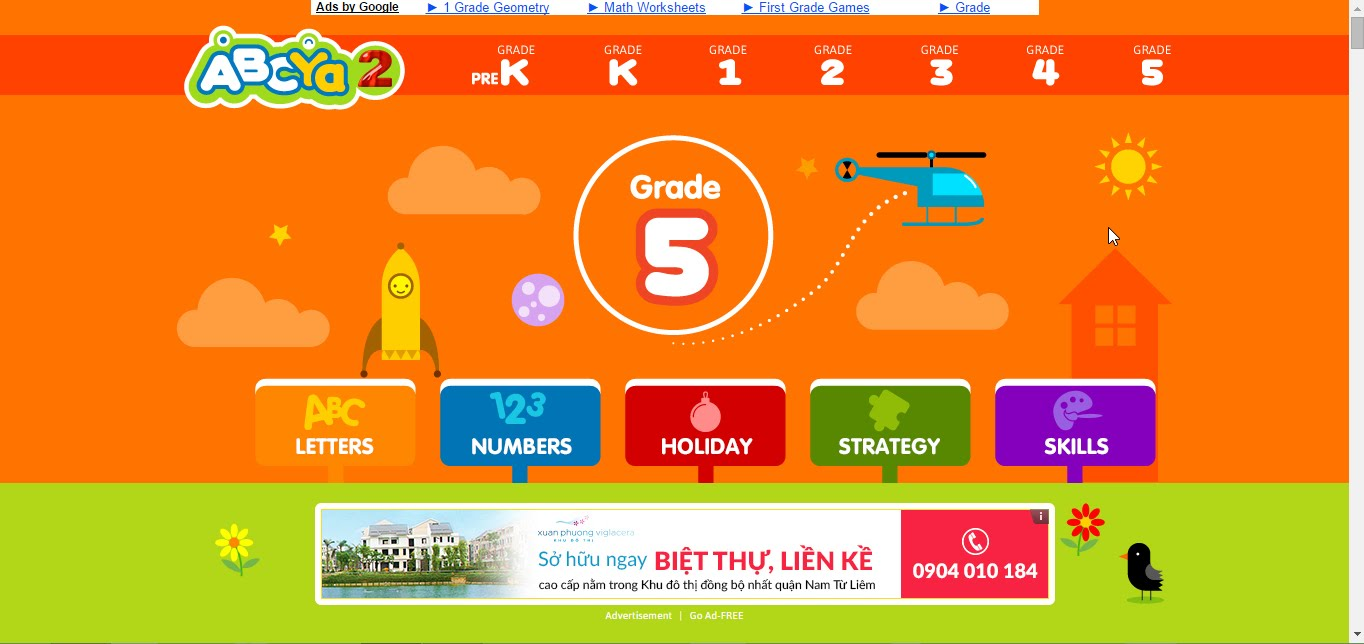 Ads by Google ► 1 Grade Geometry ► Math Worksheets ► First Grade Games ► Grade
ABCYa 2
GRADE GRADE GRADE GRADE GRADE GRADE GRADE
PRE K K 1 2 3 4 5
Grade
5
ABC 123
LETTERS NUMBERS HOLIDAY STRATEGY SKILLS
xuan phuong viglacera
KHU ĐÔ THỊ
Sở hữu ngay BIỆT THỰ, LIỀN KỀ
cao cấp nằm trong Khu đô thị đồng bộ nhất quận Nam Từ Liêm
0904 010 184
i
Advertisement | Go Ad-FREE